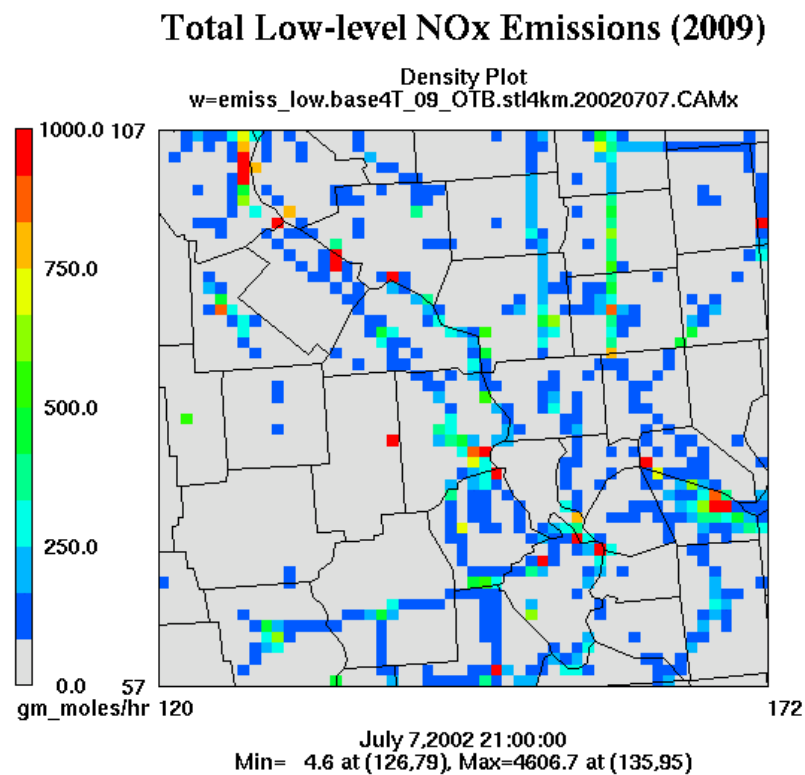 Total Low-level NOx Emissions (2009)
Density Plot
w=emiss_low.base4T_09_OTB.stl4km.20020707.CAMx
1000.0
107
750.0
500.0
250.0
0.0
57
gm_moles/hr
120
172
July 7,2002 21:00:00
Min= 4.6 at (126,79), Max=4606.7 at (135,95)